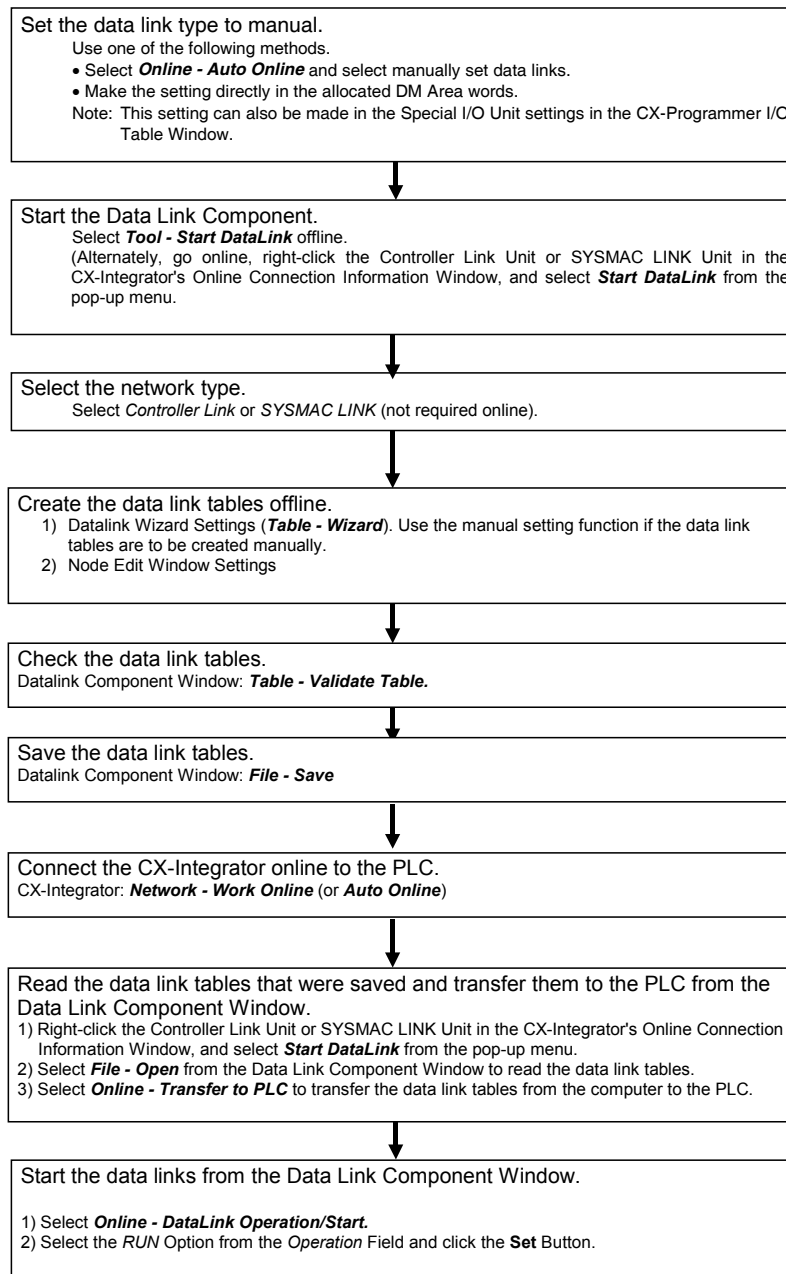 Set the data link type to manual.
Use one of the following methods.
• Select Online - Auto Online and select manually set data links.
• Make the setting directly in the allocated DM Area words.
Note: This setting can also be made in the Special I/O Unit settings in the CX-Programmer I/O
Table Window.
Start the Data Link Component.
Select Tool - Start DataLink offline.
(Alternately, go online, right-click the Controller Link Unit or SYSMAC LINK Unit in the
CX-Integrator's Online Connection Information Window, and select Start DataLink from the
pop-up menu.
Select the network type.
Select Controller Link or SYSMAC LINK (not required online).
Create the data link tables offline.
1) Datalink Wizard Settings (Table - Wizard). Use the manual setting function if the data link
tables are to be created manually.
2) Node Edit Window Settings
Check the data link tables.
Datalink Component Window: Table - Validate Table.
Save the data link tables.
Datalink Component Window: File - Save
Connect the CX-Integrator online to the PLC.
CX-Integrator: Network - Work Online (or Auto Online)
Read the data link tables that were saved and transfer them to the PLC from the
Data Link Component Window.
1) Right-click the Controller Link Unit or SYSMAC LINK Unit in the CX-Integrator's Online Connection
Information Window, and select Start DataLink from the pop-up menu.
2) Select File - Open from the Data Link Component Window to read the data link tables.
3) Select Online - Transfer to PLC to transfer the data link tables from the computer to the PLC.
Start the data links from the Data Link Component Window.
1) Select Online - DataLink Operation/Start.
2) Select the RUN Option from the Operation Field and click the Set Button.